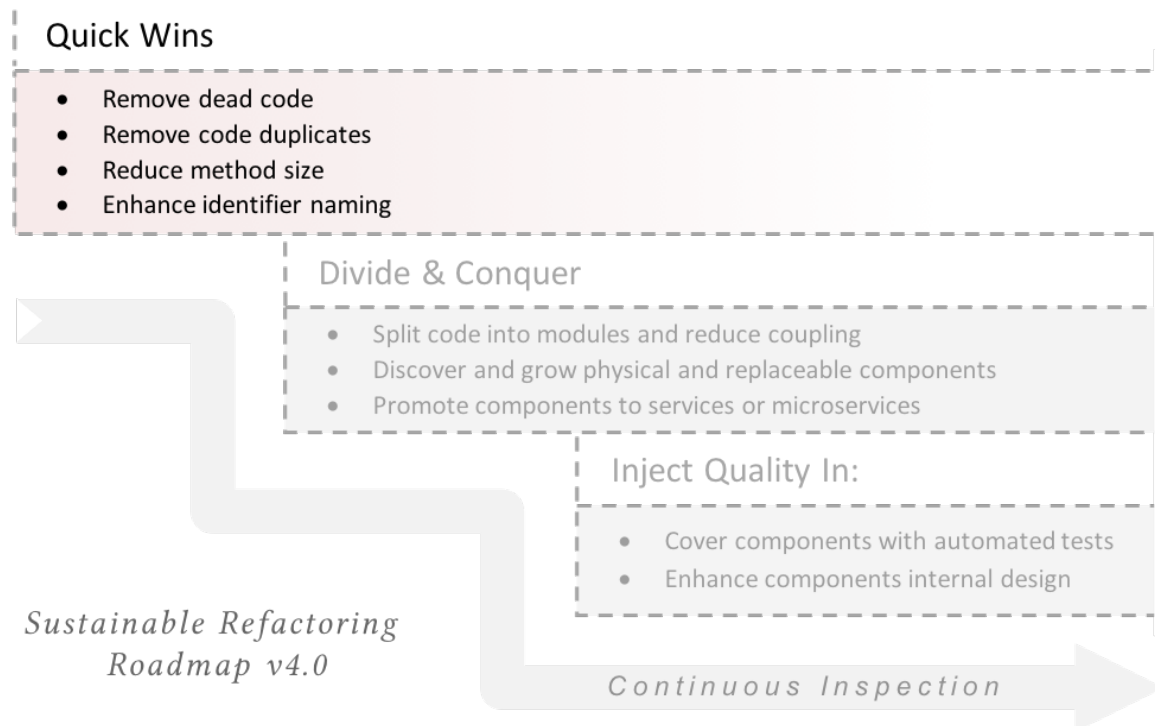 Quick Wins
• Remove dead code
• Remove code duplicates
• Reduce method size
• Enhance identifier naming
Divide & Conquer
• Split code into modules and reduce coupling
• Discover and grow physical and replaceable components
• Promote components to services or microservices
Inject Quality In:
• Cover components with automated tests
• Enhance components internal design
Sustainable Refactoring
Roadmap v4.0
Continuous Inspection